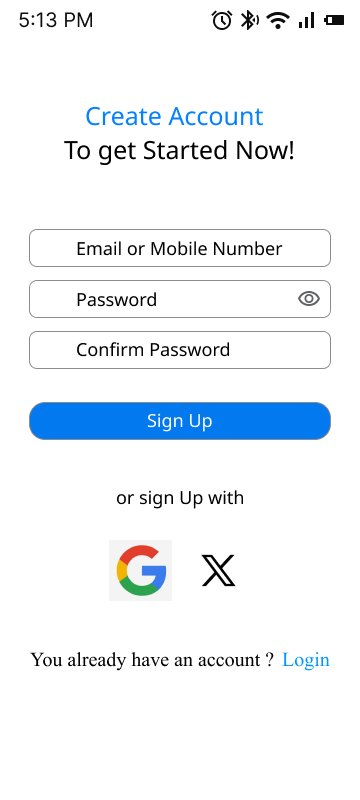 5:13 PM
Create Account
To get Started Now!
Email or Mobile Number
Password
Confirm Password
Sign Up
or sign Up with
You already have an account ? Login